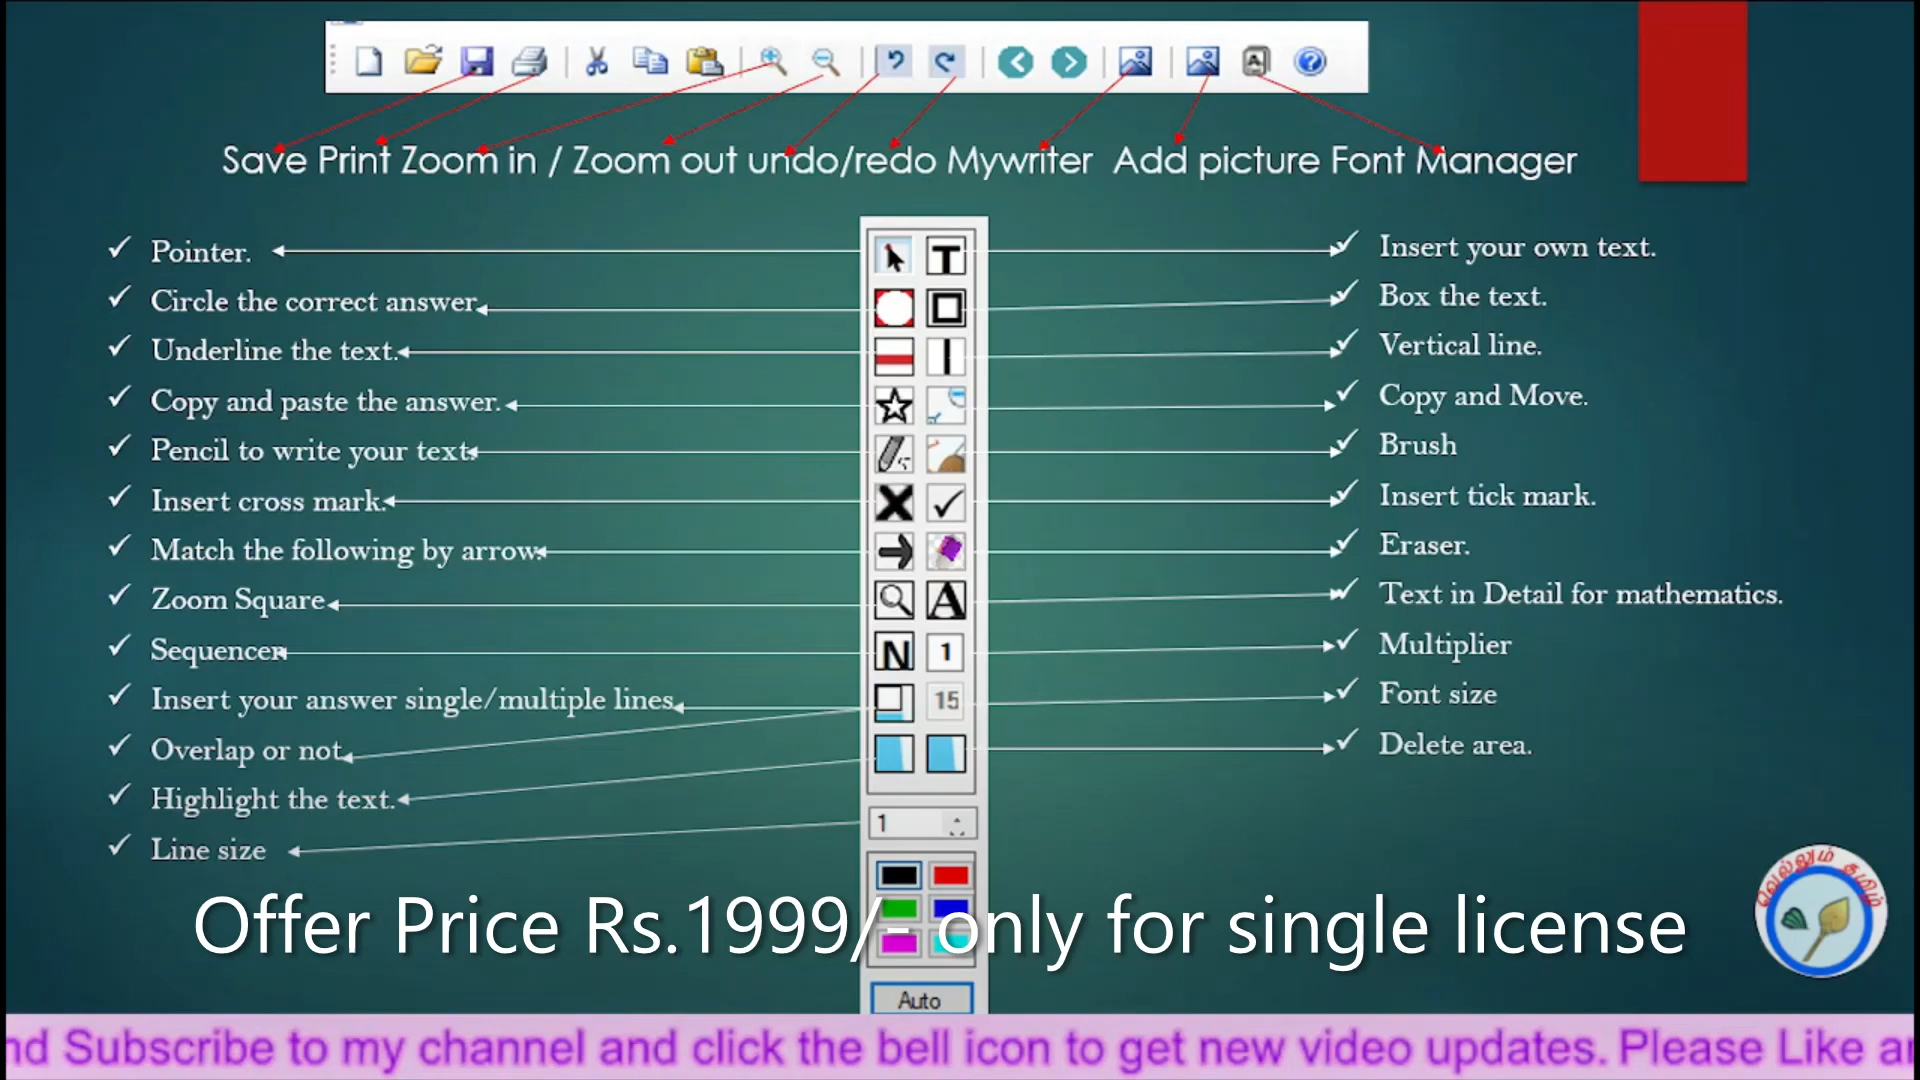 Save Print Zoom in / Zoom out undo/redo Mywriter Add picture Font Manager
Pointer.
Circle the correct answer
Underline the text.
Copy and paste the answer.
Pencil to write your text.
Insert cross mark.
Match the following by arrow.
Zoom Square
Sequencer
Insert your answer single/multiple lines
Overlap or not
Highlight the text.
Line size
T
A
N
1
15
1
Auto
Insert your own text.
Box the text.
Vertical line.
Copy and Move.
Brush
Insert tick mark.
Eraser.
Text in Detail for mathematics.
Multiplier
Font size
Delete area.
Offer Price Rs.1999/- only for single license
வெல்லும் தமிழ்
nd Subscribe to my channel and click the bell icon to get new video updates. Please Like an